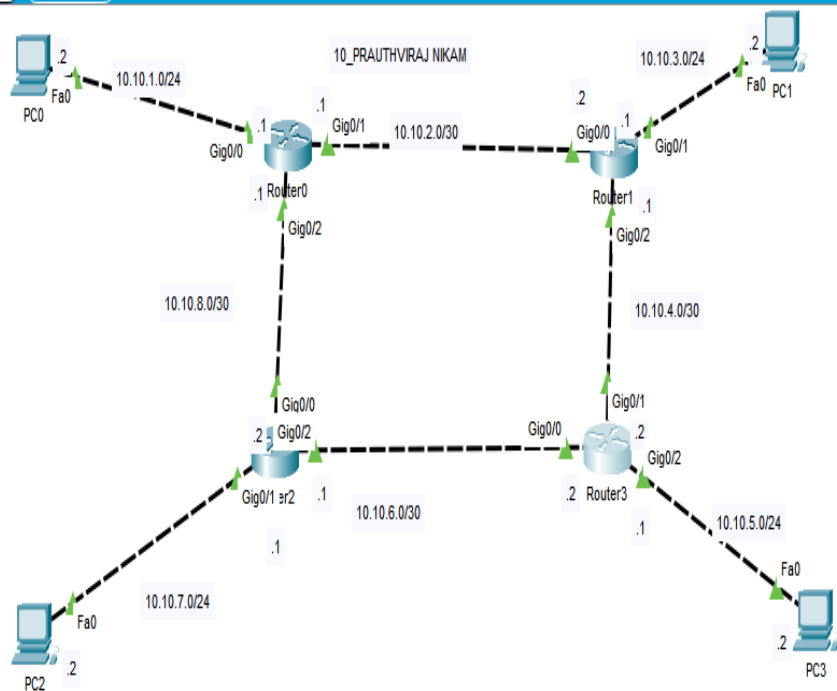 10_PRAUTHVIRAJ NIKAM
.2
10.10.1.0/24
Fa0
PC0
.1
Gig0/0
.1
Gig0/1
10.10.2.0/30
.1
Router0
Gig0/2
.2
10.10.3.0/24
Fa0
PC1
.2
Gig0/0
.1
Gig0/1
Router1
.1
Gig0/2
10.10.8.0/30
10.10.4.0/30
Gig0/0
.2
Gig0/2
Gig0/1
er2
.1
.1
10.10.6.0/30
Gig0/1
Gig0/0
.2
Gig0/2
.2
Router3
.1
10.10.5.0/24
10.10.7.0/24
Fa0
.2
PC2
Fa0
.2
PC3